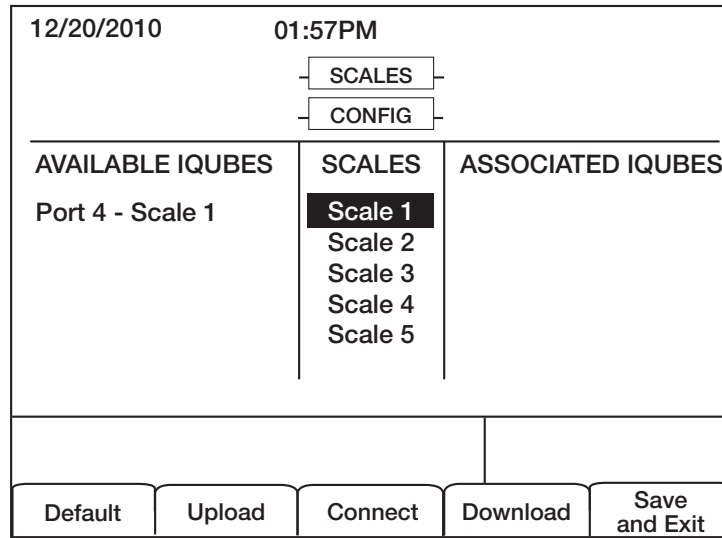 12/20/2010 01:57PM
SCALES
CONFIG
AVAILABLE IQUBES
Port 4 - Scale 1
SCALES
Scale 1
Scale 2
Scale 3
Scale 4
Scale 5
ASSOCIATED IQUBES
Default
Upload
Connect
Download
Save
and Exit